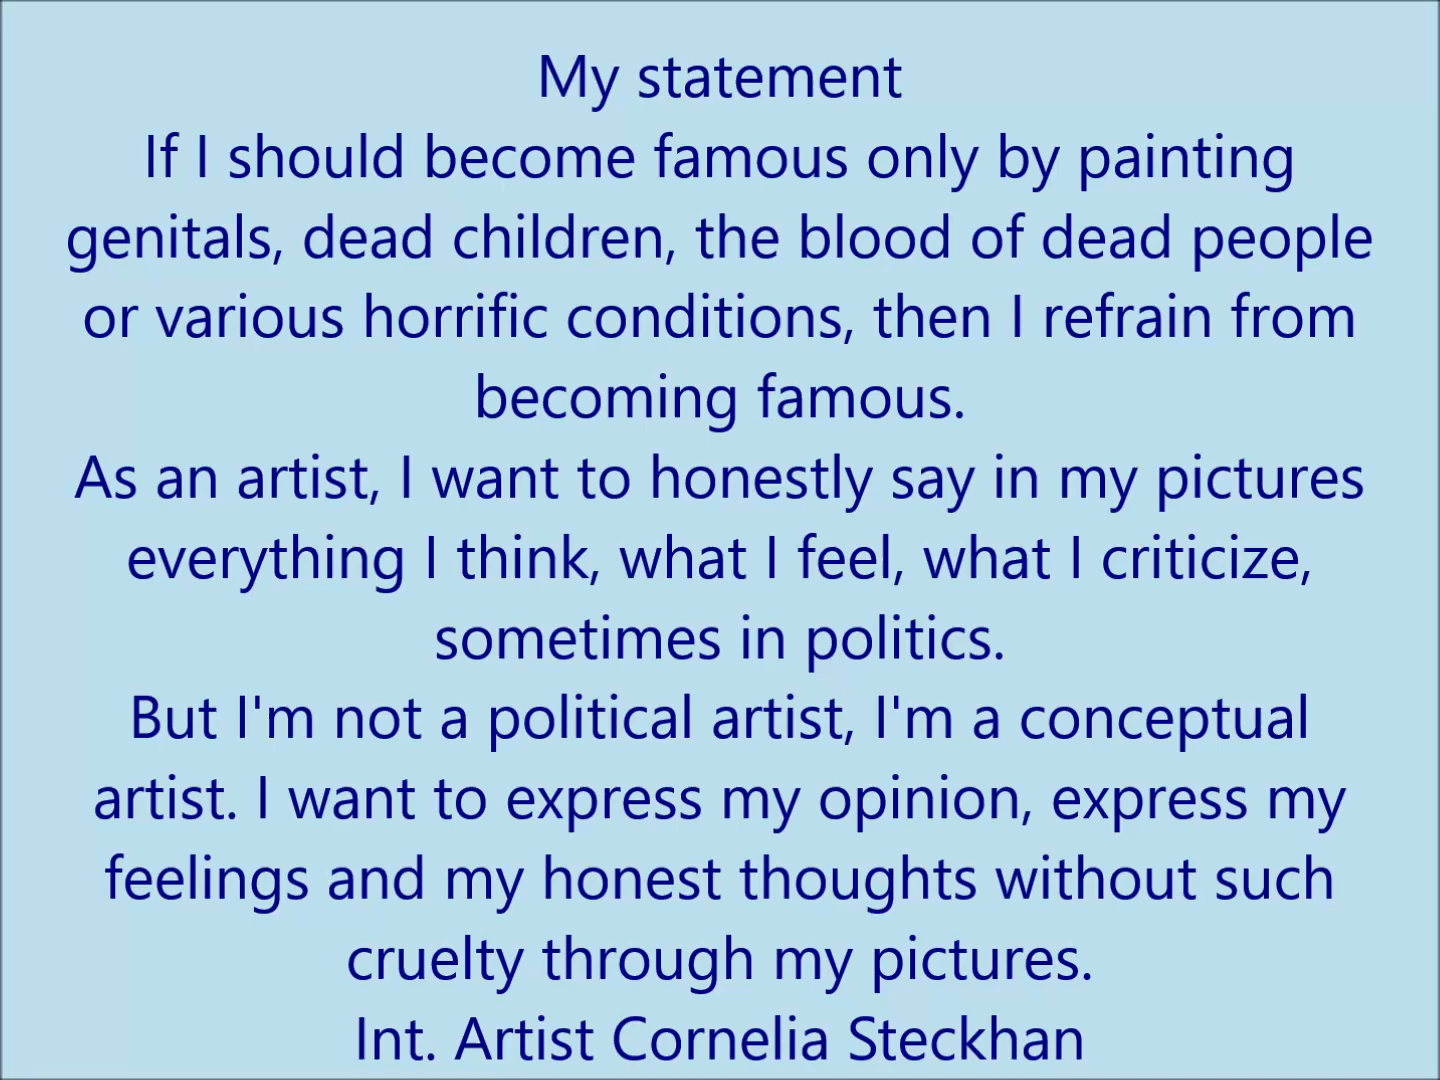 My statement
If I should become famous only by painting
genitals, dead children, the blood of dead people
or various horrific conditions, then I refrain from
becoming famous.
As an artist, I want to honestly say in my pictures
everything I think, what I feel, what I criticize,
sometimes in politics.
But I'm not a political artist, I'm a conceptual
artist. I want to express my opinion, express my
feelings and my honest thoughts without such
cruelty through my pictures.
Int. Artist Cornelia Steckhan